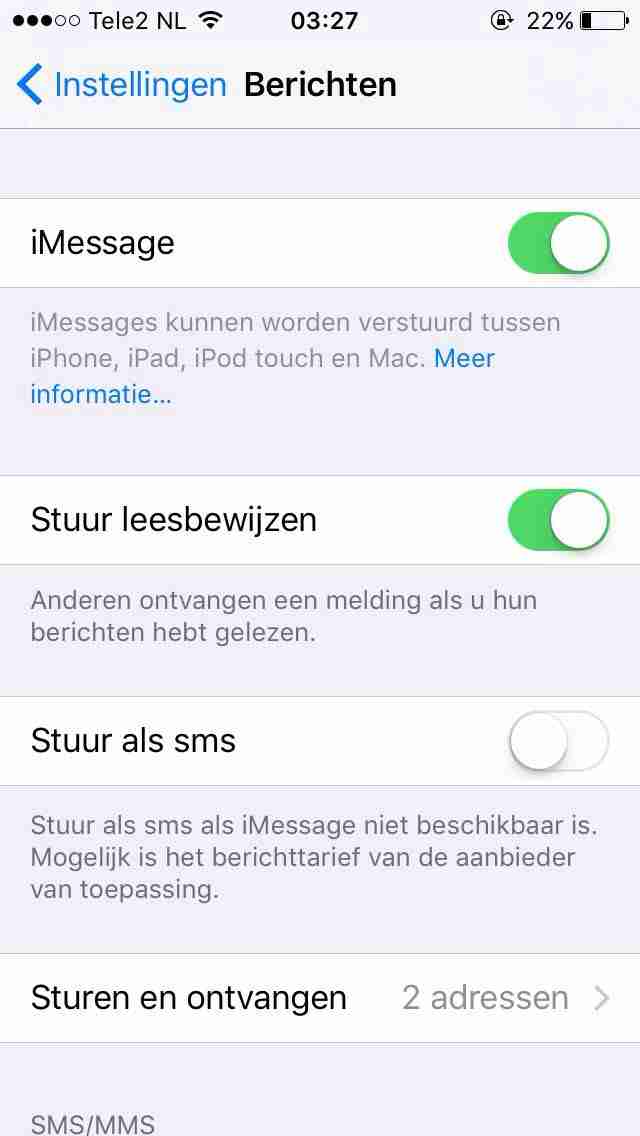 ●●●○○ Tele2 NL 03:27 22%
Instellingen Berichten
iMessage
iMessages kunnen worden verstuurd tussen
iPhone, iPad, iPod touch en Mac. Meer
informatie...
Stuur leesbewijzen
Anderen ontvangen een melding als u hun
berichten hebt gelezen.
Stuur als sms
Stuur als sms als iMessage niet beschikbaar is.
Mogelijk is het berichttarief van de aanbieder
van toepassing.
Sturen en ontvangen 2 adressen
SMS/MMS